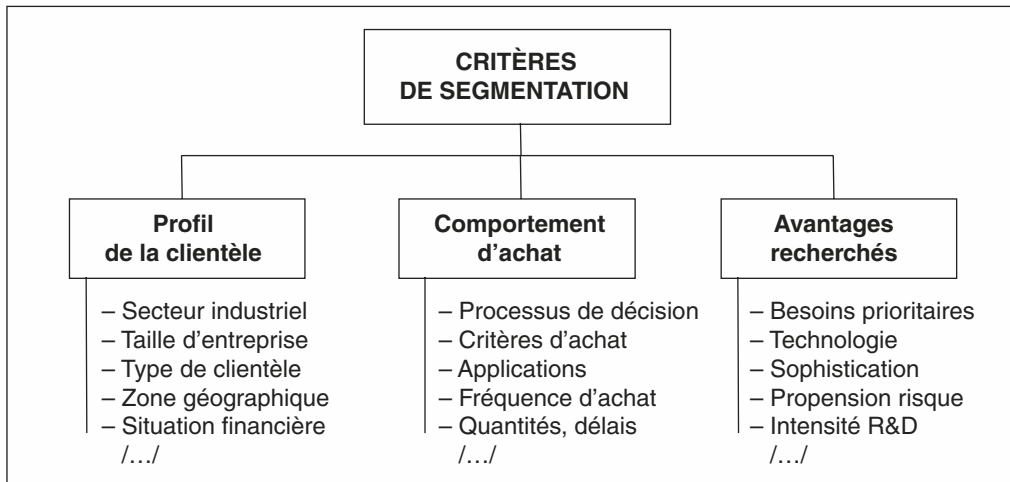 CRITÈRES
DE SEGMENTATION
Profil
de la clientèle
– Secteur industriel
– Taille d’entreprise
– Type de clientèle
– Zone géographique
– Situation financière
/…/
Comportement
d’achat
– Processus de décision
– Critères d’achat
– Applications
– Fréquence d’achat
– Quantités, délais
/…/
Avantages
recherchés
– Besoins prioritaires
– Technologie
– Sophistication
– Propension risque
– Intensité R&D
/…/